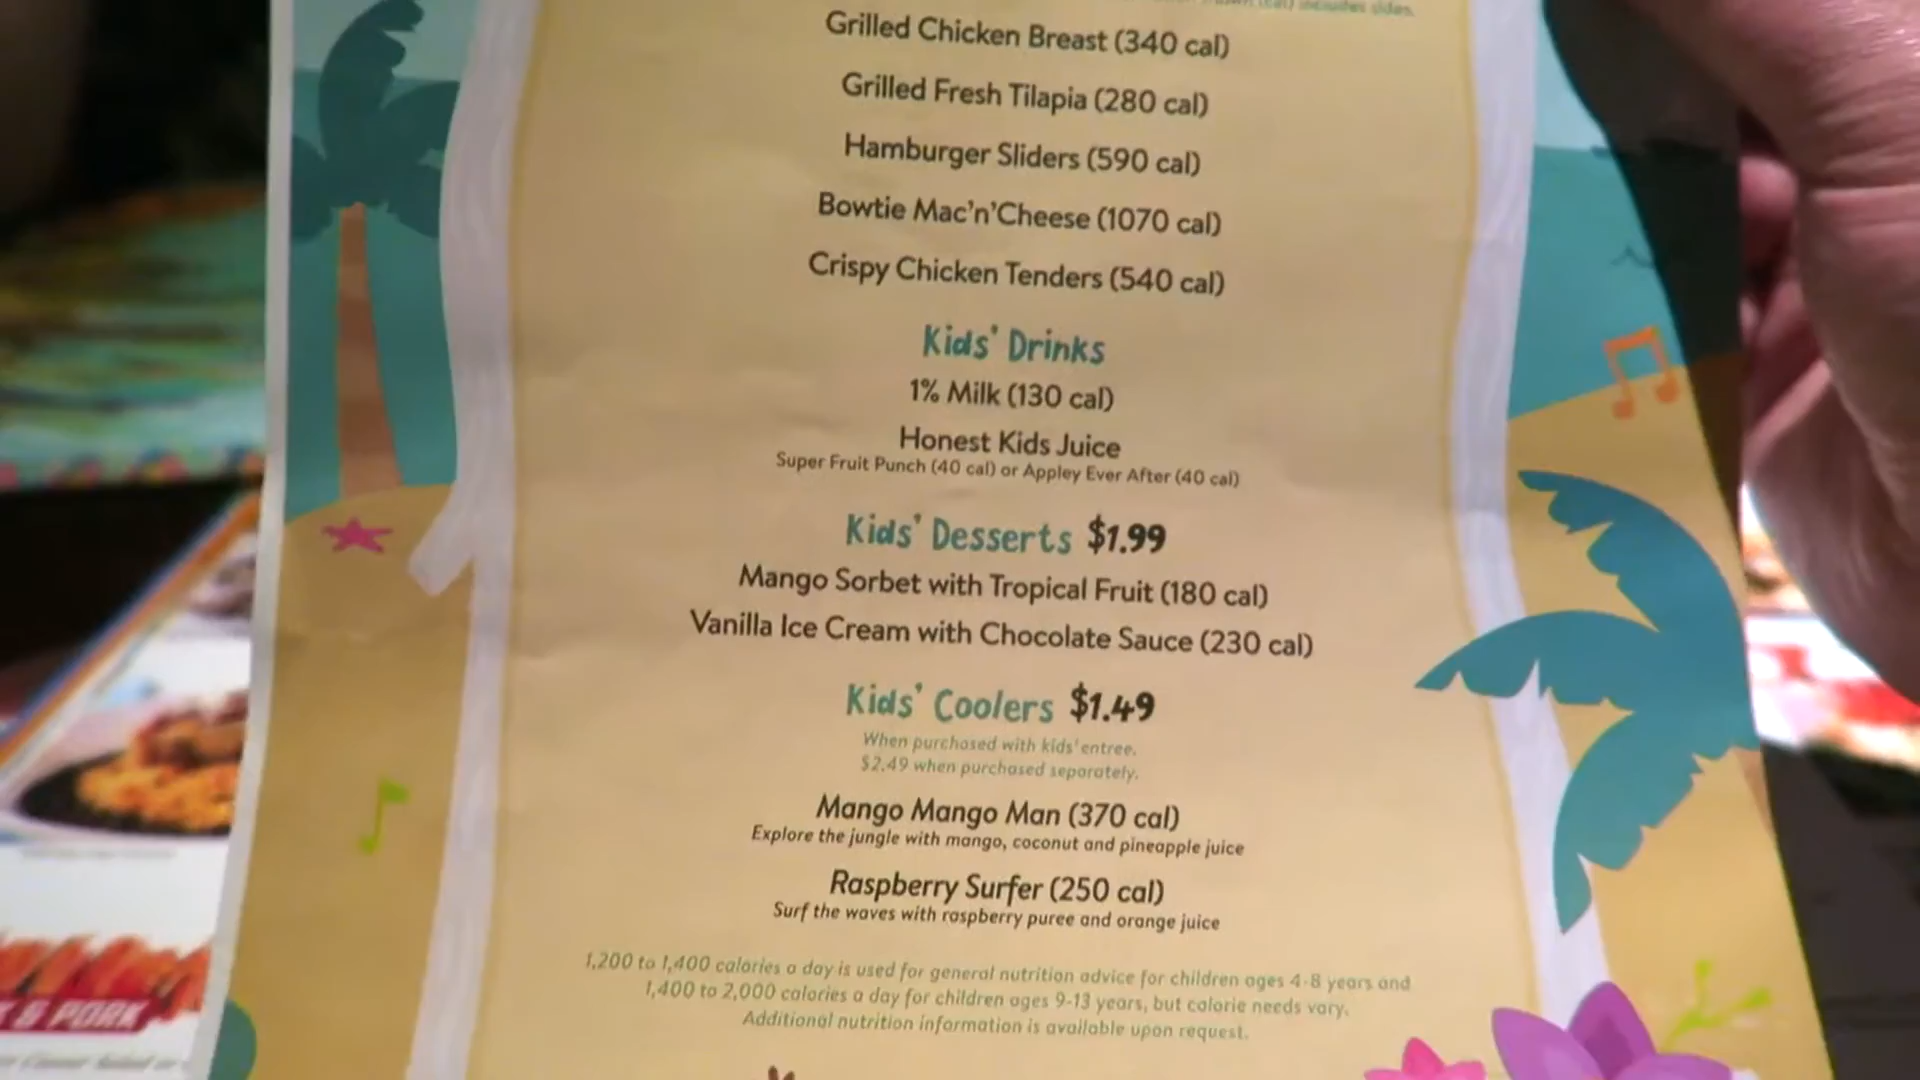 includes sides.
Grilled Chicken Breast (340 cal)
Grilled Fresh Tilapia (280 cal)
Hamburger Sliders (590 cal)
Bowtie Mac'n'Cheese (1070 cal)
Crispy Chicken Tenders (540 cal)
Kids' Drinks
1% Milk (130 cal)
Honest Kids Juice
Super Fruit Punch (40 cal) or Appley Ever After (40 cal)
Kids' Desserts $1.99
Mango Sorbet with Tropical Fruit (180 cal)
Vanilla Ice Cream with Chocolate Sauce (230 cal)
Kids' Coolers $1.49
When purchased with kids' entree.
$2.49 when purchased separately.
Mango Mango Man (370 cal)
Explore the jungle with mango, coconut and pineapple juice
Raspberry Surfer (250 cal)
Surf the waves with raspberry puree and orange juice
1,200 to 1,400 calories a day is used for general nutrition advice for children ages 4-8 years and
1,400 to 2,000 calories a day for children ages 9-13 years, but calorie needs vary.
Additional nutrition information is available upon request.
& PORK